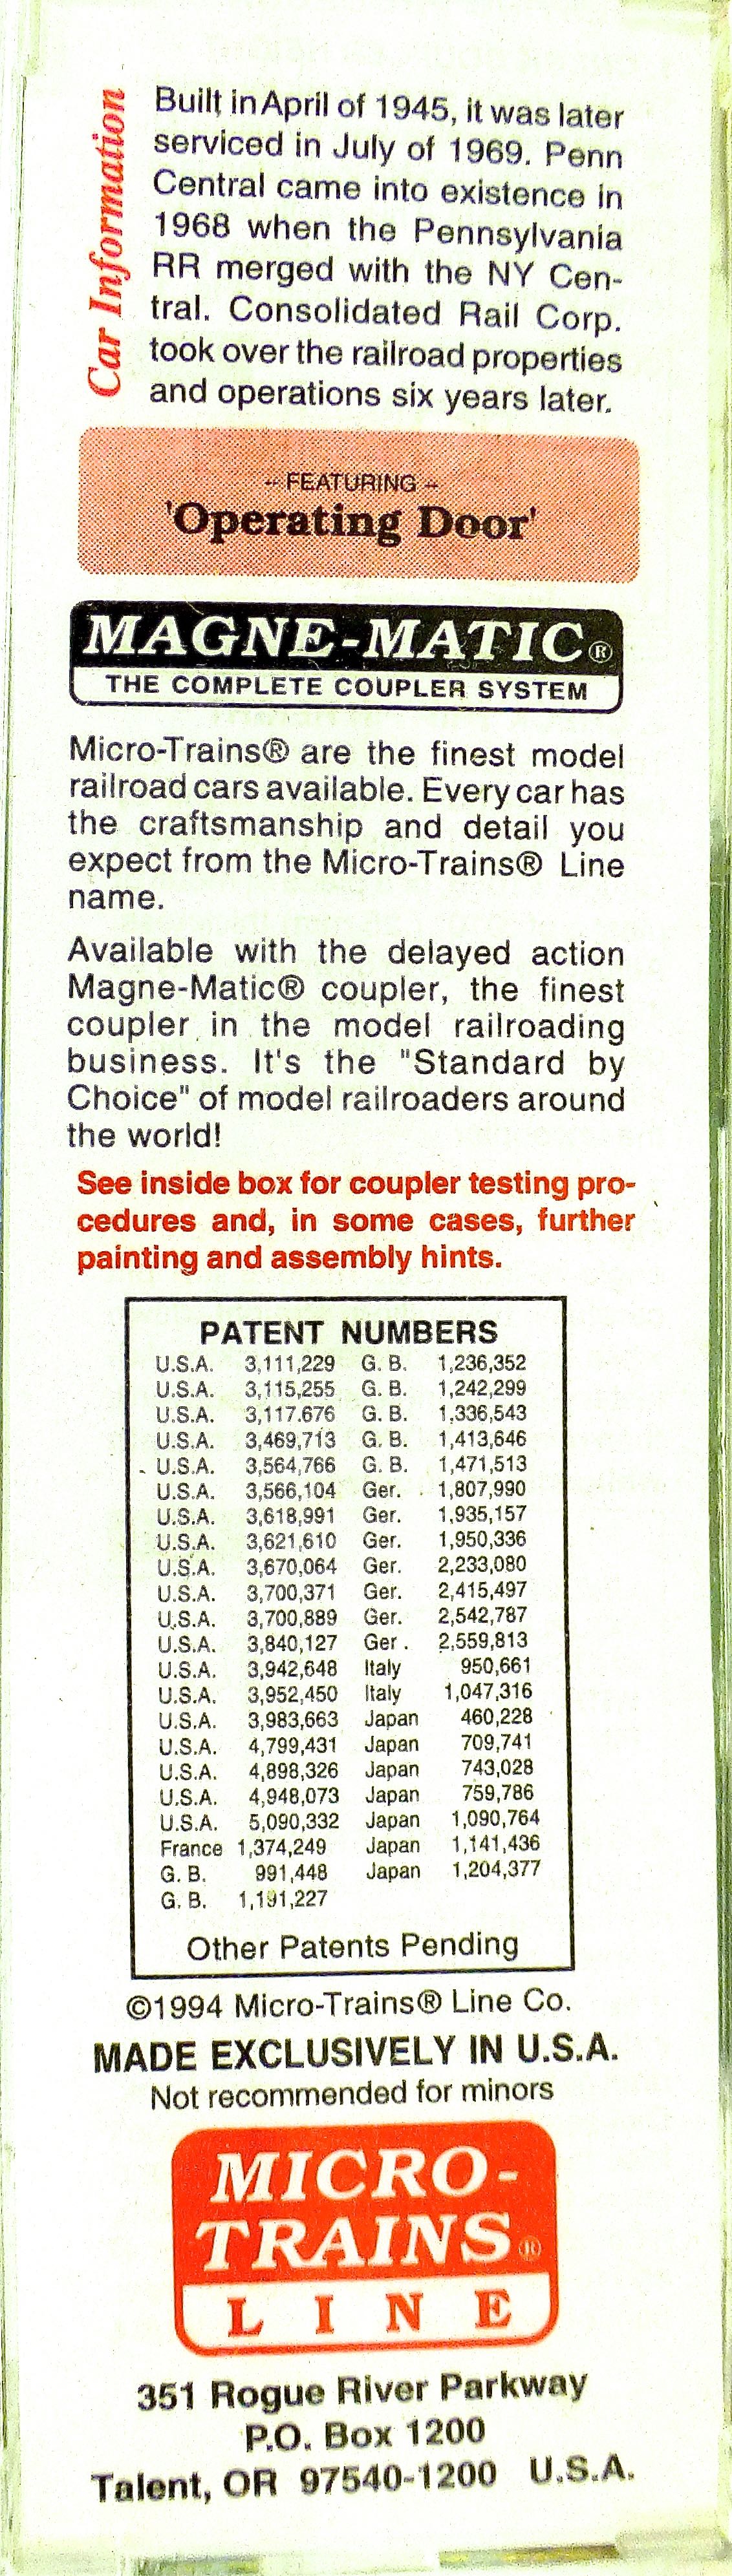 Car Information
Built in April of 1945, it was later
serviced in July of 1969. Penn
Central came into existence in
1968 when the Pennsylvania
RR merged with the NY Cen-
tral. Consolidated Rail Corp.
took over the railroad properties
and operations six years later.
-- FEATURING --
'Operating Door'
MAGNE-MATIC®
THE COMPLETE COUPLER SYSTEM
Micro-Trains® are the finest model
railroad cars available. Every car has
the craftsmanship and detail you
expect from the Micro-Trains® Line
name.
Available with the delayed action
Magne-Matic® coupler, the finest
coupler in the model railroading
business. It's the "Standard by
Choice" of model railroaders around
the world!
See inside box for coupler testing pro-
cedures and, in some cases, further
painting and assembly hints.
PATENT NUMBERS
U.S.A. 3,111,229 G. B. 1,236,352
U.S.A. 3,115,255 G. B. 1,242,299
U.S.A. 3,117.676 G. B. 1,336,543
U.S.A. 3,469,713 G. B. 1,413,646
U.S.A. 3,564,766 G. B. 1,471,513
U.S.A. 3,566,104 Ger. 1,807,990
U.S.A. 3,618,991 Ger. 1,935,157
U.S.A. 3,621,610 Ger. 1,950,336
U.S.A. 3,670,064 Ger. 2,233,080
U.S.A. 3,700,371 Ger. 2,415,497
U.S.A. 3,700,889 Ger. 2,542,787
U.S.A. 3,840,127 Ger . 2,559,813
U.S.A. 3,942,648 Italy 950,661
U.S.A. 3,952,450 Italy 1,047,316
U.S.A. 3,983,663 Japan 460,228
U.S.A. 4,799,431 Japan 709,741
U.S.A. 4,898,326 Japan 743,028
U.S.A. 4,948,073 Japan 759,786
U.S.A. 5,090,332 Japan 1,090,764
France 1,374,249 Japan 1,141,436
G. B. 991,448 Japan 1,204,377
G. B. 1,191,227
Other Patents Pending
©1994 Micro-Trains® Line Co.
MADE EXCLUSIVELY IN U.S.A.
Not recommended for minors
MICRO-
TRAINS®
LINE
351 Rogue River Parkway
P.O. Box 1200
Talent, OR 97540-1200 U.S.A.